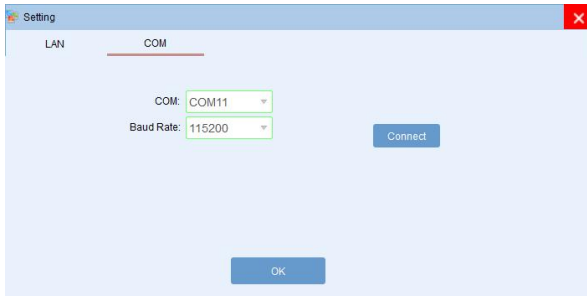 Setting
LAN COM
COM: COM11
Baud Rate: 115200
Connect
OK